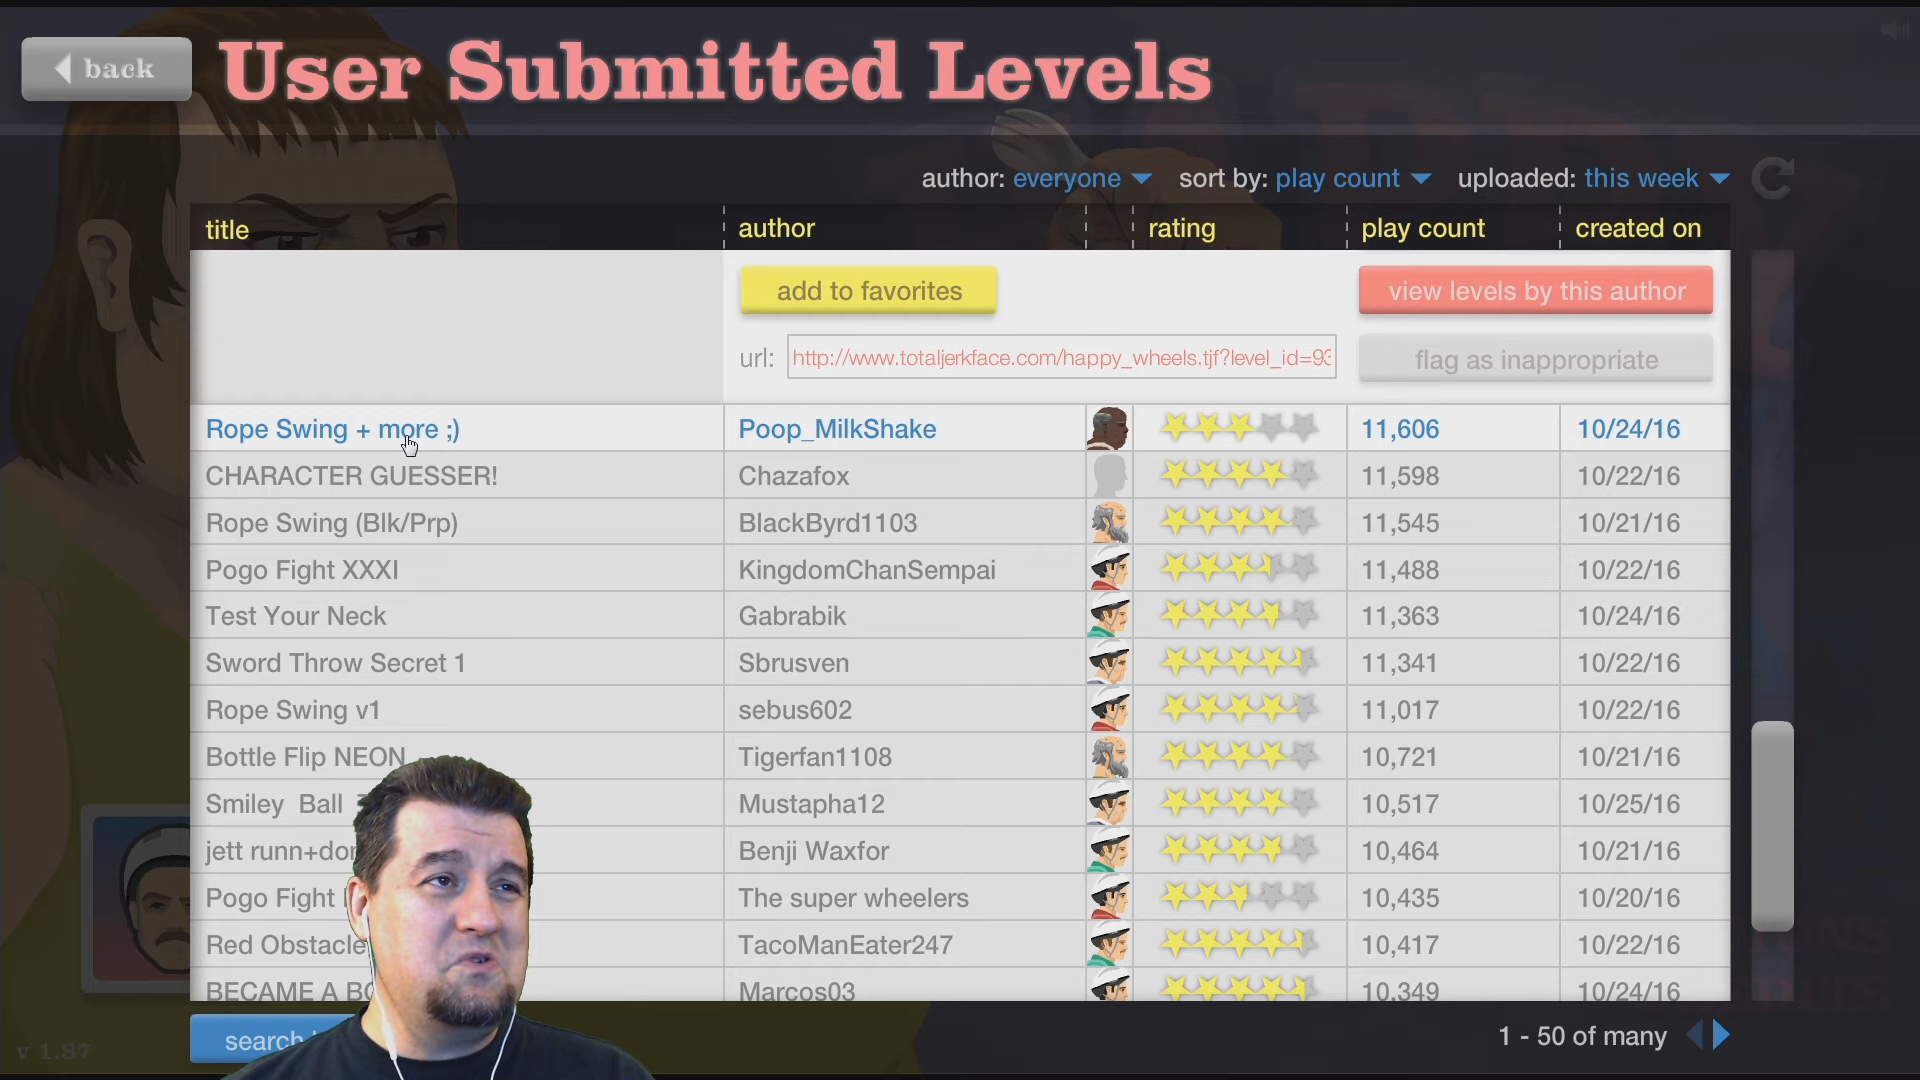 back
User Submitted Levels
author: everyone sort by: play count uploaded: this week
title author rating play count created on
add to favorites view levels by this author
url: http://www.totaljerkface.com/happy_wheels.tjf?level_id=93 flag as inappropriate
Rope Swing + more ;) Poop_MilkShake 11,606 10/24/16
CHARACTER GUESSER! Chazafox 11,598 10/22/16
Rope Swing (Blk/Prp) BlackByrd1103 11,545 10/21/16
Pogo Fight XXXI KingdomChanSempai 11,488 10/22/16
Test Your Neck Gabrabik 11,363 10/24/16
Sword Throw Secret 1 Sbrusven 11,341 10/22/16
Rope Swing v1 sebus602 11,017 10/22/16
Bottle Flip NEON Tigerfan1108 10,721 10/21/16
Smiley Ball Mustapha12 10,517 10/25/16
jett Benji Waxfor 10,464 10/21/16
Pogo Fight The super wheelers 10,435 10/20/16
Red Obstacle TacoManEater247 10,417 10/22/16
BECAME A Marcos03 10,349 10/24/16
search 1 - 50 of many
v 1.87